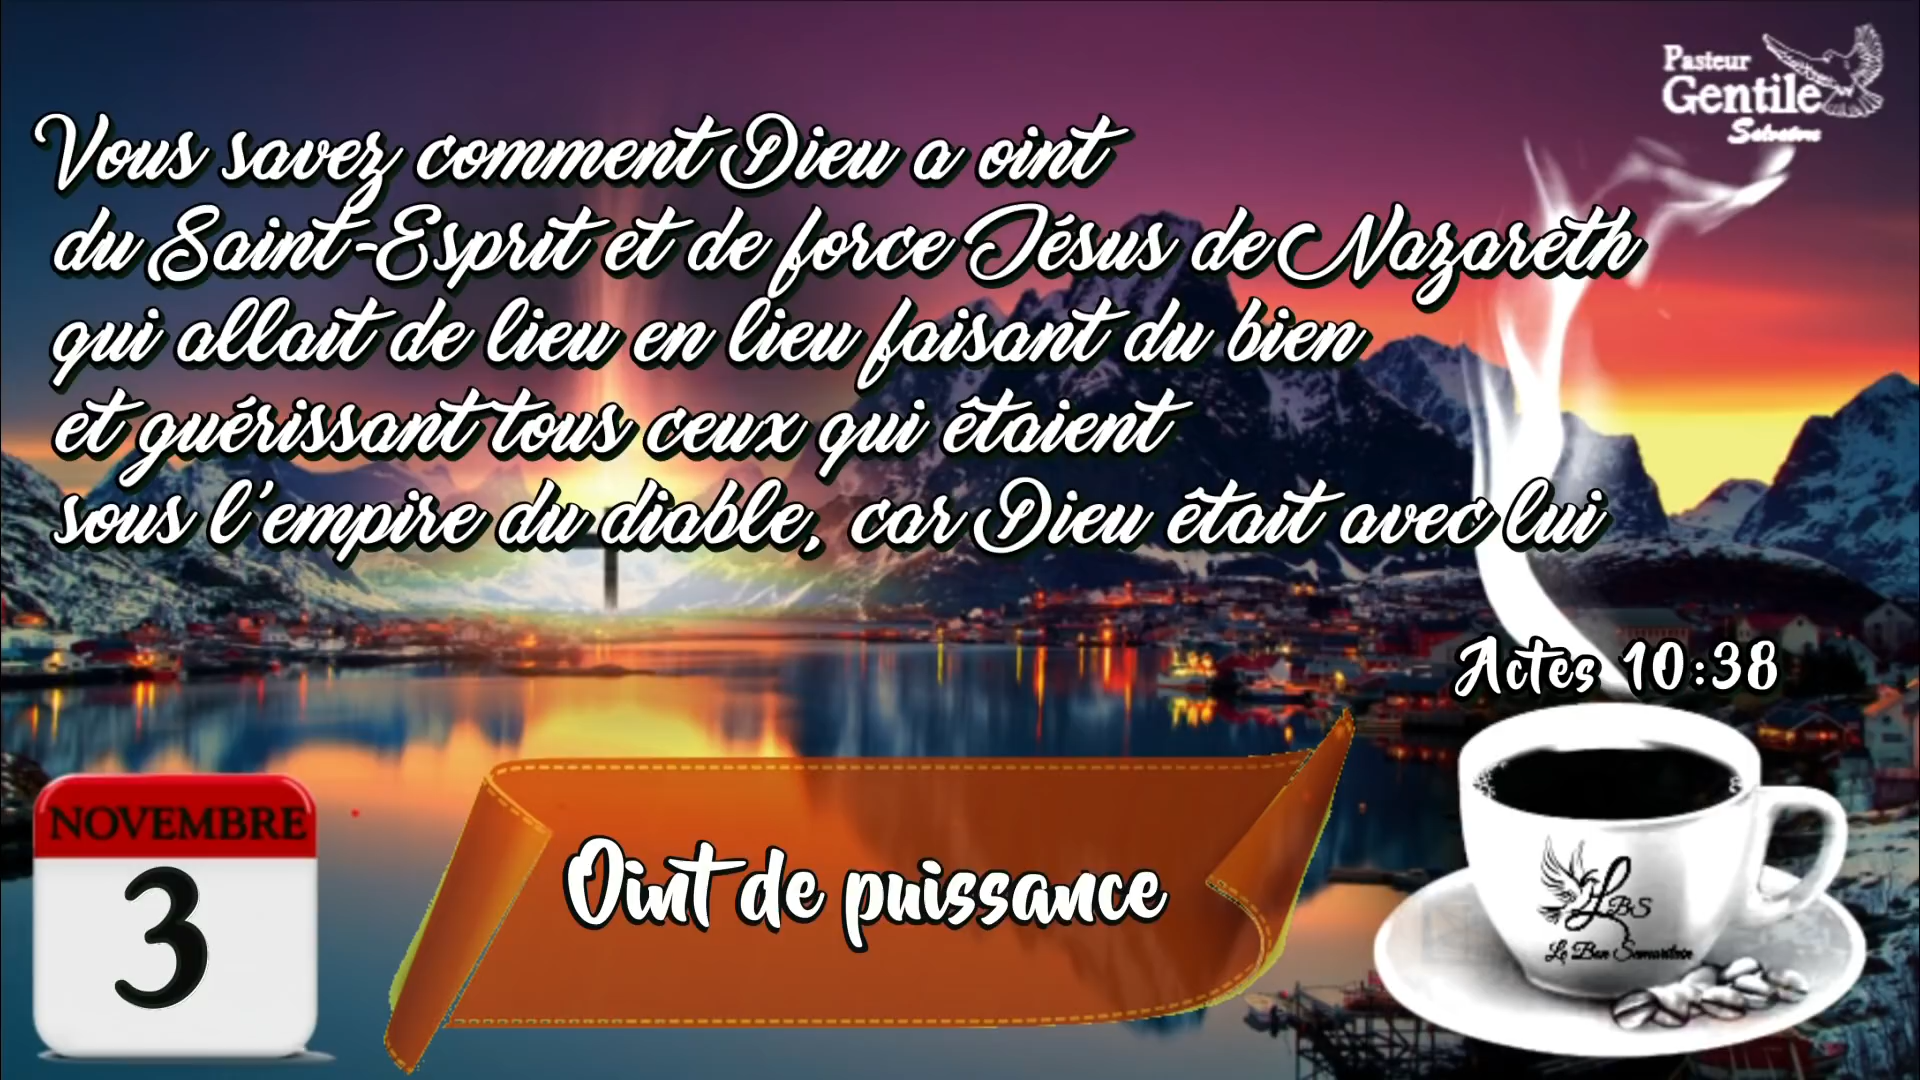 Pasteur
Gentile
Salvatore
Vous savez comment Dieu a oint
du Saint-Esprit et de force Jésus de Nazareth
qui allait de lieu en lieu faisant du bien
et guérissant tous ceux qui étaient
sous l'empire du diable, car Dieu était avec lui
Actes 10:38
NOVEMBRE
3
Oint de puissance
LBS
Le Bon Samaritain